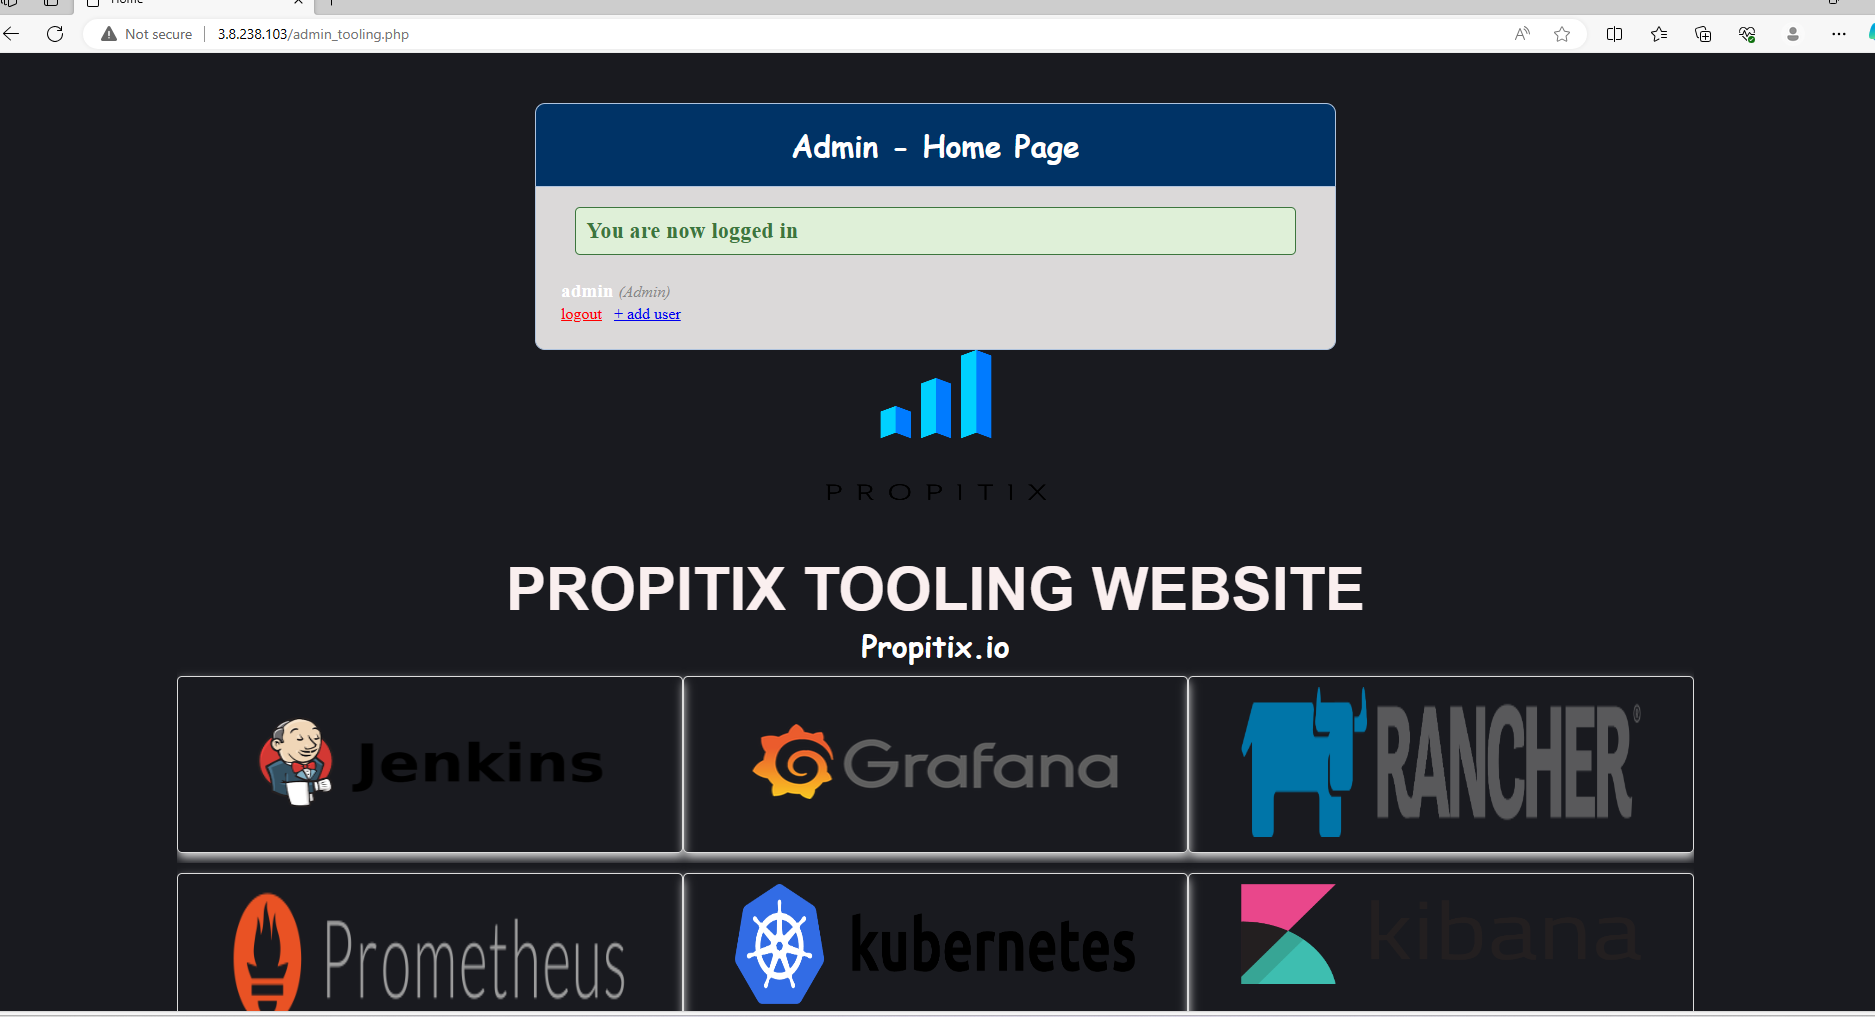 Home
Not secure
3.8.238.103/admin_tooling.php
Admin - Home Page
You are now logged in
admin (Admin)
logout + add user
PROPITIX
PROPITIX TOOLING WEBSITE
Propitix.io
Jenkins
Grafana
RANCHER®
Prometheus
kubernetes
kibana